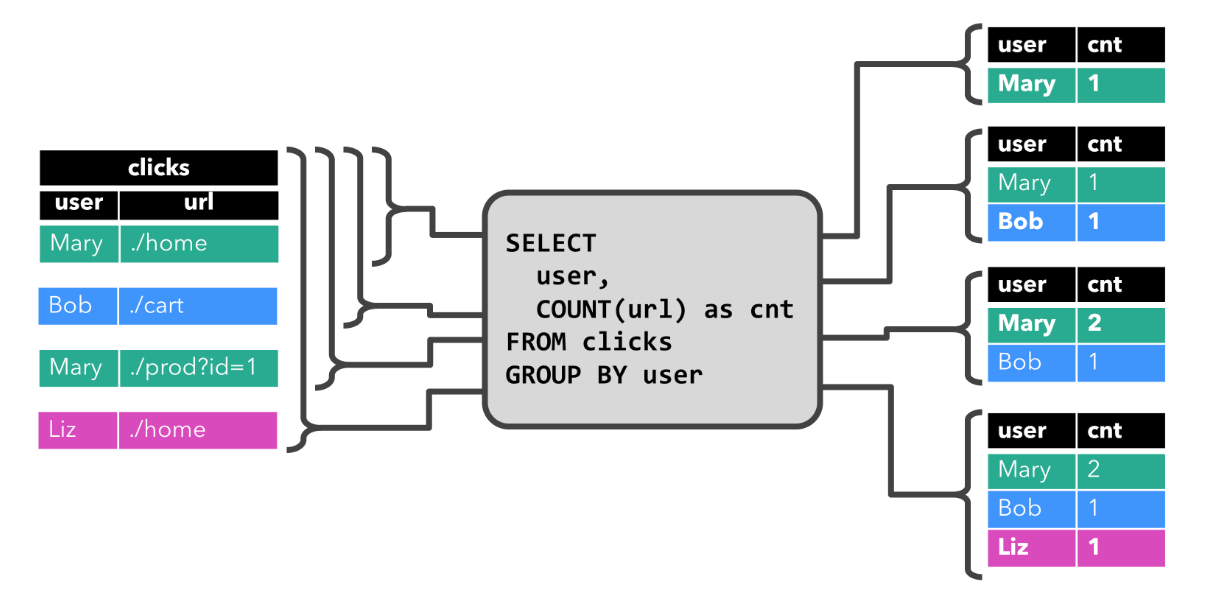 clicks
user url
Mary ./home
Bob ./cart
Mary ./prod?id=1
Liz ./home
SELECT
user,
COUNT(url) as cnt
FROM clicks
GROUP BY user
user cnt
Mary 1
user cnt
Mary 1
Bob 1
user cnt
Mary 2
Bob 1
user cnt
Mary 2
Bob 1
Liz 1